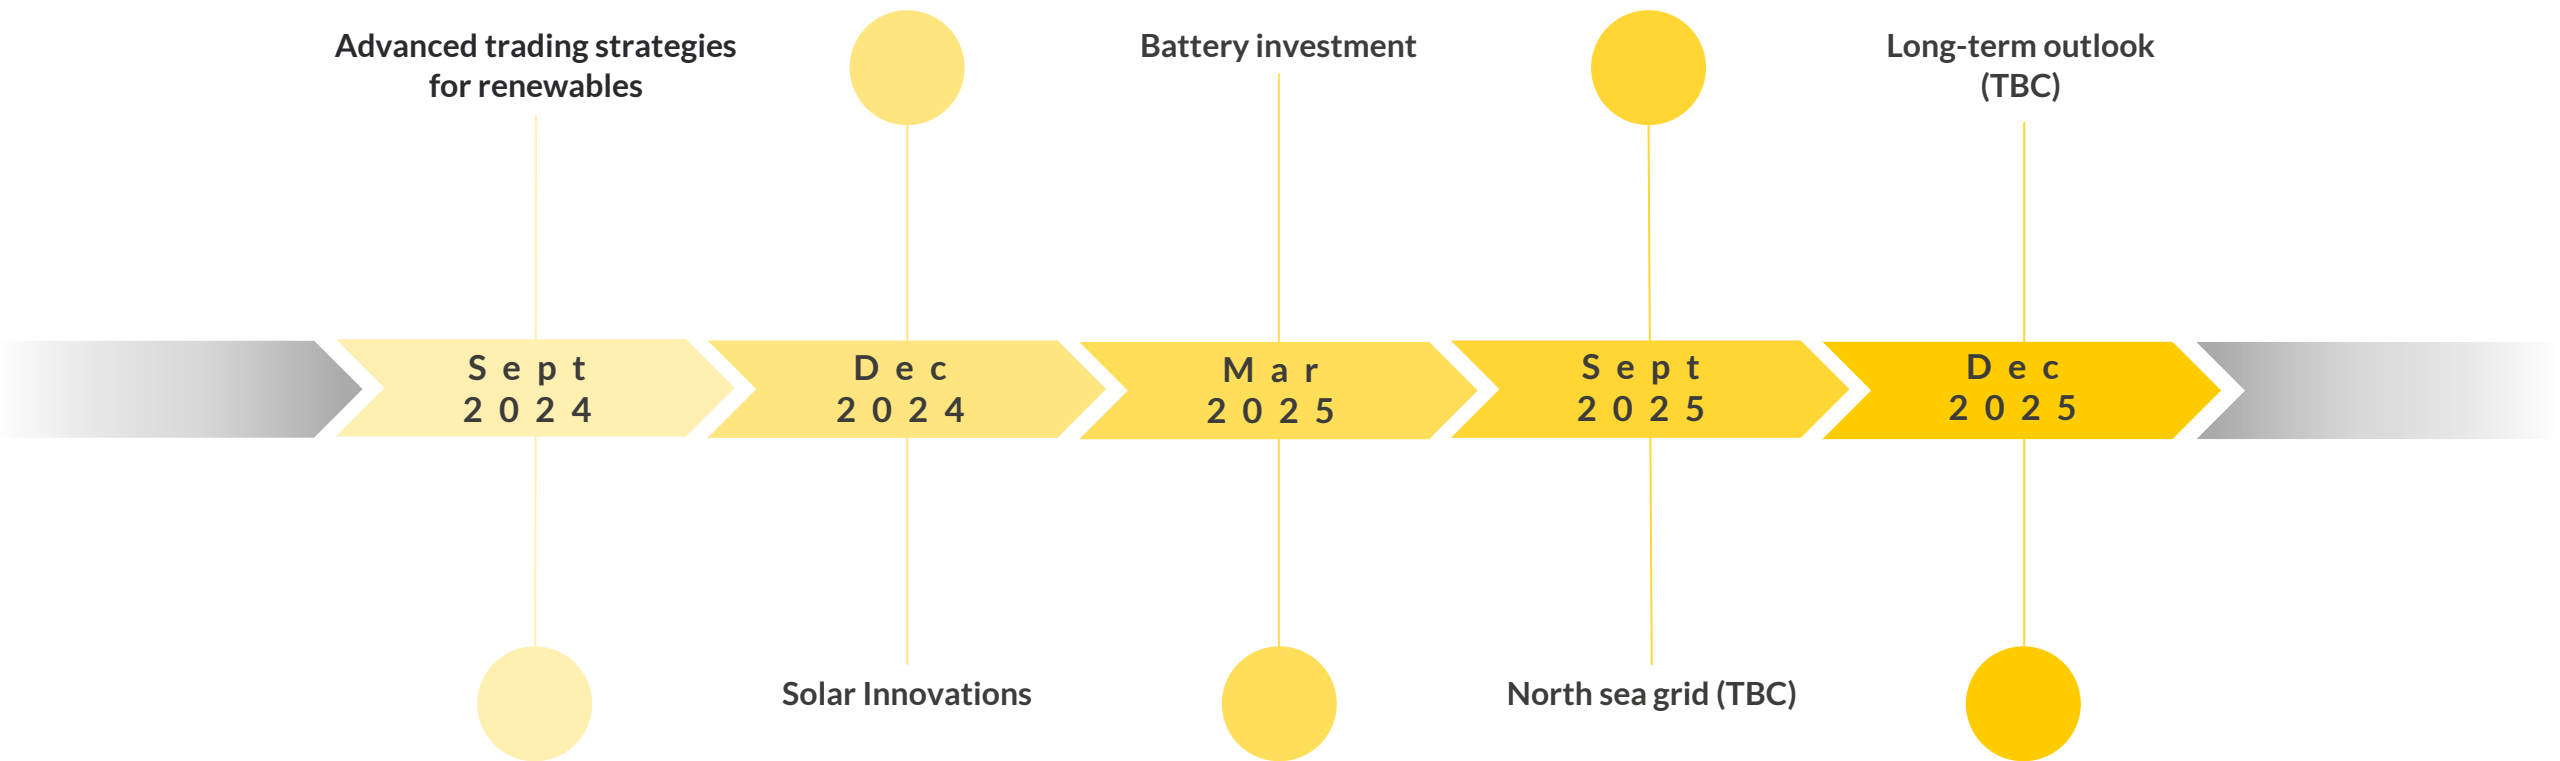 Advanced trading strategies
for renewables
Battery investment
Long-term outlook
(TBC)
Sept
2024
Dec
2024
Mar
2025
Sept
2025
Dec
2025
Solar Innovations
North sea grid (TBC)